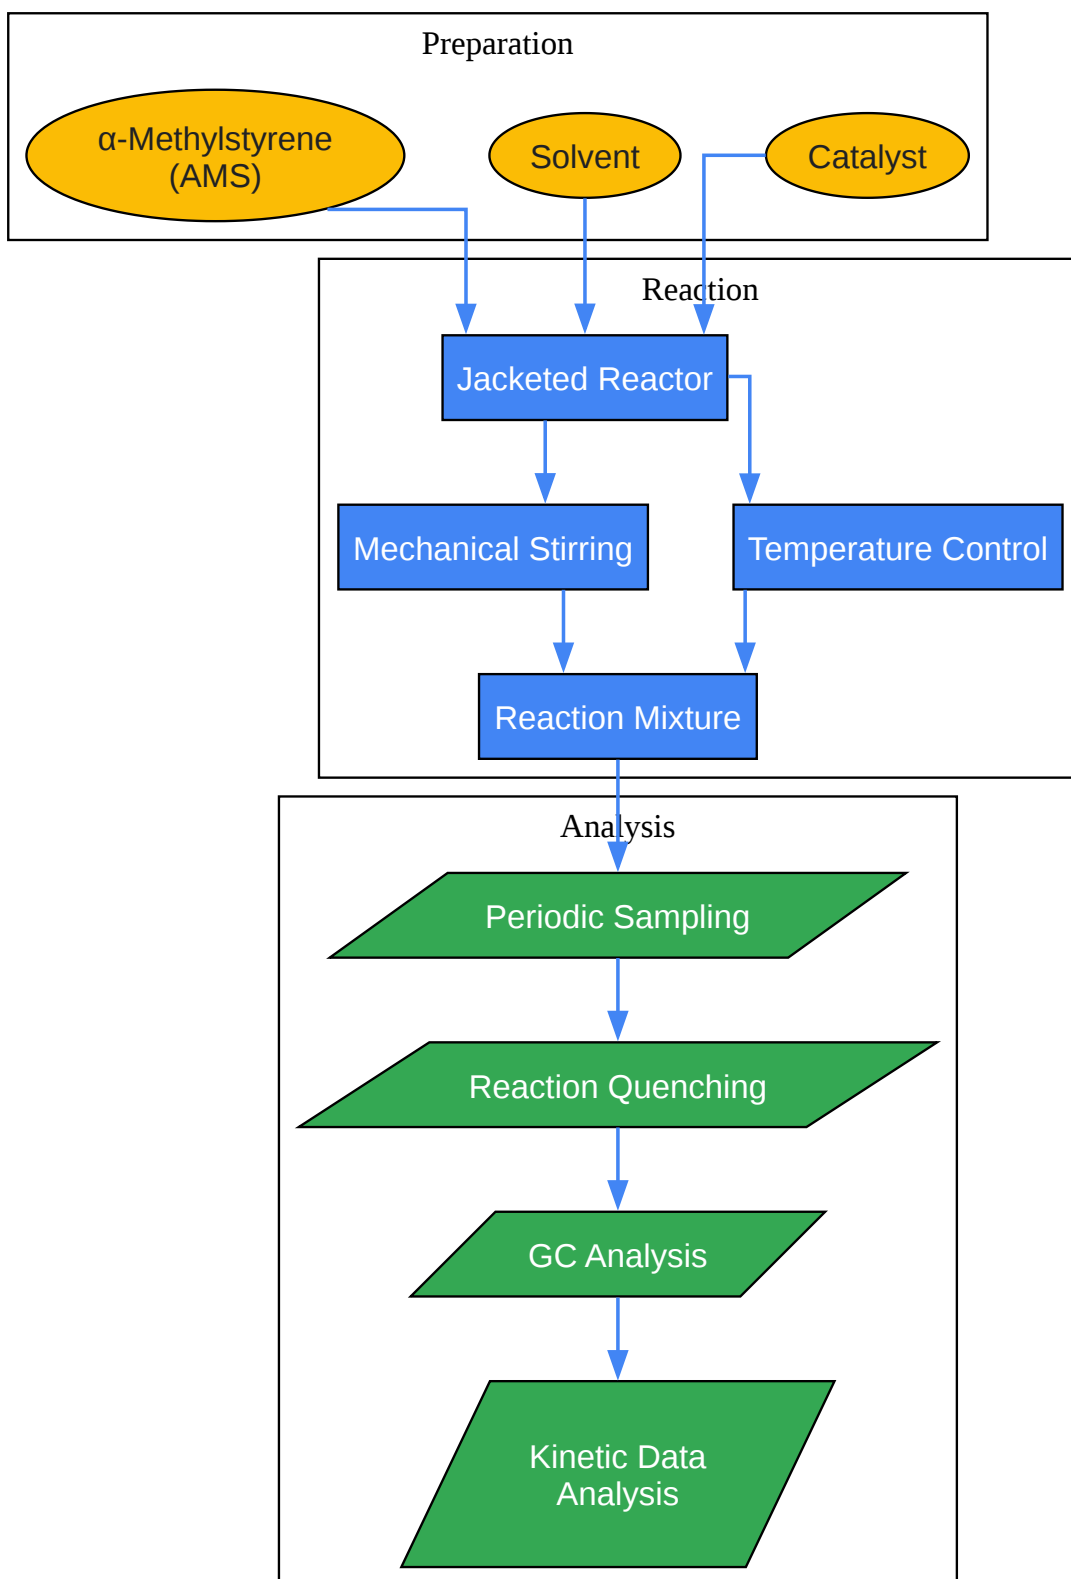 Preparation
α-Methylstyrene
(AMS)
Solvent
Catalyst
Reaction
Jacketed Reactor
Mechanical Stirring
Temperature Control
Reaction Mixture
Analysis
Periodic Sampling
Reaction Quenching
GC Analysis
Kinetic Data
Analysis